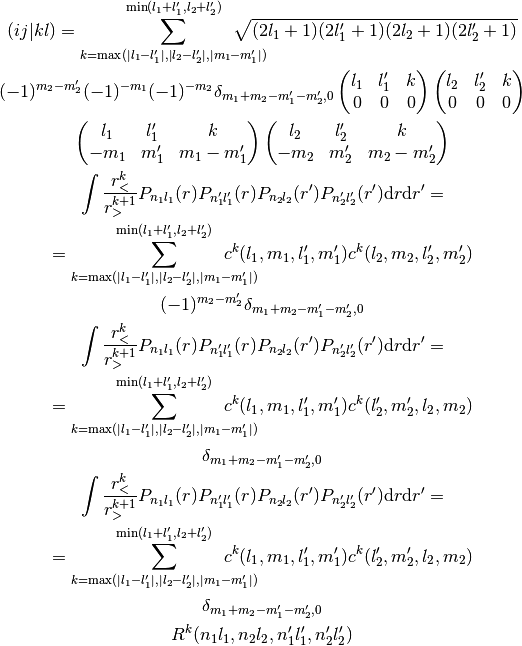 $(ij|kl) = \sum_{k=\max(|l_1-l_1'|,|l_2-l_2'|,|m_1-m_1'|)}^{\min(l_1+l_1',l_2+l_2')} \sqrt{(2l_1+1)(2l_1'+1)(2l_2+1)(2l_2'+1)}$
$(-1)^{m_2-m_2'}(-1)^{-m_1}(-1)^{-m_2}\delta_{m_1+m_2-m_1'-m_2',0}\begin{pmatrix} l_1 & l_1' & k \\ 0 & 0 & 0 \end{pmatrix}\begin{pmatrix} l_2 & l_2' & k \\ 0 & 0 & 0 \end{pmatrix}$
$\begin{pmatrix} l_1 & l_1' & k \\ -m_1 & m_1' & m_1-m_1' \end{pmatrix}\begin{pmatrix} l_2 & l_2' & k \\ -m_2 & m_2' & m_2-m_2' \end{pmatrix}$
$\int \frac{r_<^k}{r_>^{k+1}} P_{n_1l_1}(r)P_{n_1'l_1'}(r)P_{n_2l_2}(r')P_{n_2'l_2'}(r')\mathrm{d}r\mathrm{d}r' =$
$= \sum_{k=\max(|l_1-l_1'|,|l_2-l_2'|,|m_1-m_1'|)}^{\min(l_1+l_1',l_2+l_2')} c^k(l_1,m_1,l_1',m_1')c^k(l_2,m_2,l_2',m_2')$
$(-1)^{m_2-m_2'}\delta_{m_1+m_2-m_1'-m_2',0}$
$\int \frac{r_<^k}{r_>^{k+1}} P_{n_1l_1}(r)P_{n_1'l_1'}(r)P_{n_2l_2}(r')P_{n_2'l_2'}(r')\mathrm{d}r\mathrm{d}r' =$
$= \sum_{k=\max(|l_1-l_1'|,|l_2-l_2'|,|m_1-m_1'|)}^{\min(l_1+l_1',l_2+l_2')} c^k(l_1,m_1,l_1',m_1')c^k(l_2',m_2',l_2,m_2)$
$\delta_{m_1+m_2-m_1'-m_2',0}$
$\int \frac{r_<^k}{r_>^{k+1}} P_{n_1l_1}(r)P_{n_1'l_1'}(r)P_{n_2l_2}(r')P_{n_2'l_2'}(r')\mathrm{d}r\mathrm{d}r' =$
$= \sum_{k=\max(|l_1-l_1'|,|l_2-l_2'|,|m_1-m_1'|)}^{\min(l_1+l_1',l_2+l_2')} c^k(l_1,m_1,l_1',m_1')c^k(l_2',m_2',l_2,m_2)$
$\delta_{m_1+m_2-m_1'-m_2',0}$
$R^k(n_1l_1,n_2l_2,n_1'l_1',n_2'l_2')$